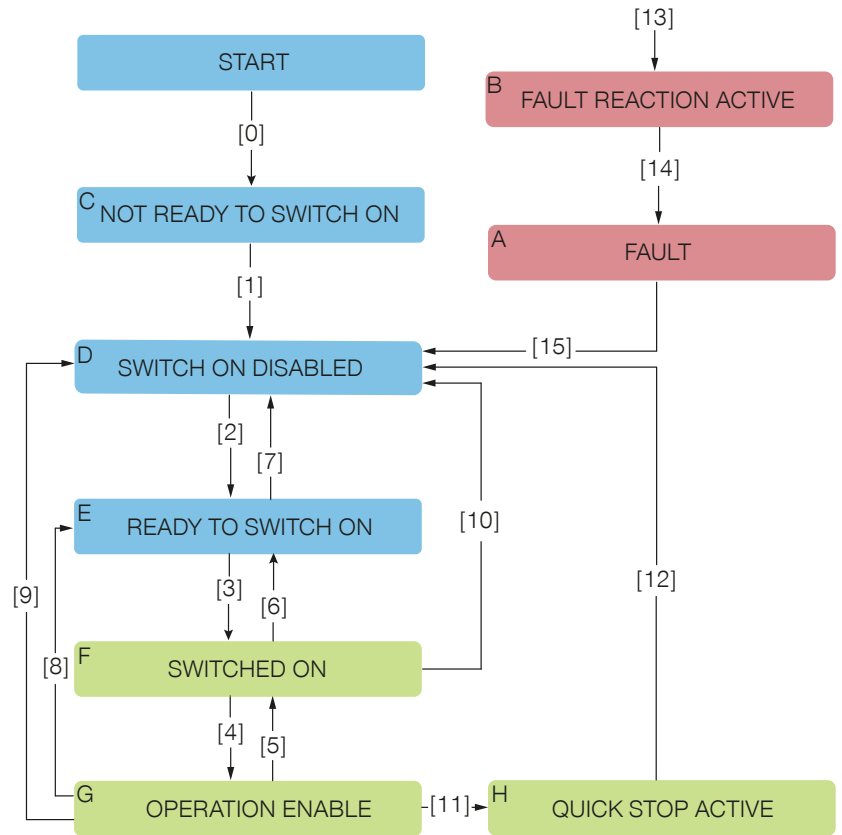 [13]
START
B
FAULT REACTION ACTIVE
[0]
[14]
C
NOT READY TO SWITCH ON
A
FAULT
[1]
[15]
D
SWITCH ON DISABLED
[2]
[7]
E
READY TO SWITCH ON
[10]
[3]
[6]
[9]
[12]
[8]
F
SWITCHED ON
[4]
[5]
G
OPERATION ENABLE
[11]
H
QUICK STOP ACTIVE